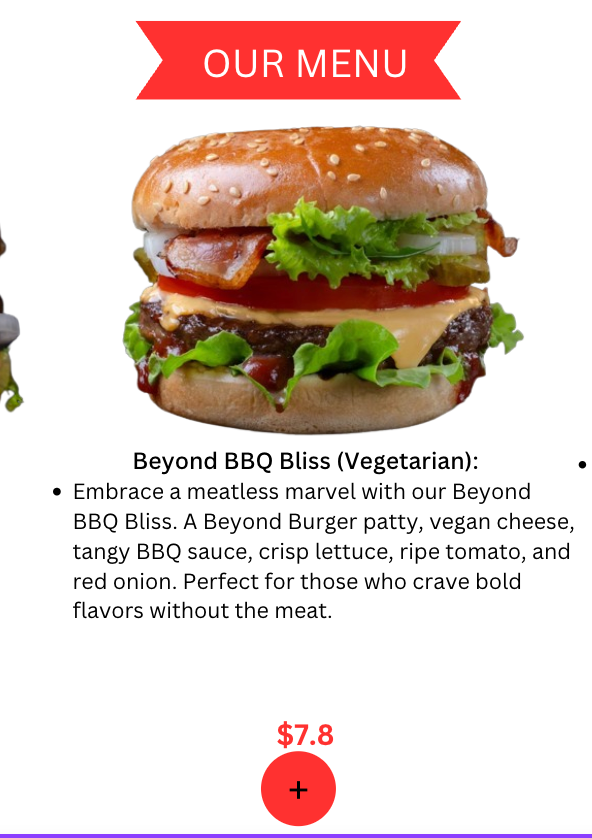 OUR MENU
Beyond BBQ Bliss (Vegetarian):
• Embrace a meatless marvel with our Beyond
BBQ Bliss. A Beyond Burger patty, vegan cheese,
tangy BBQ sauce, crisp lettuce, ripe tomato, and
red onion. Perfect for those who crave bold
flavors without the meat.
$7.8
+